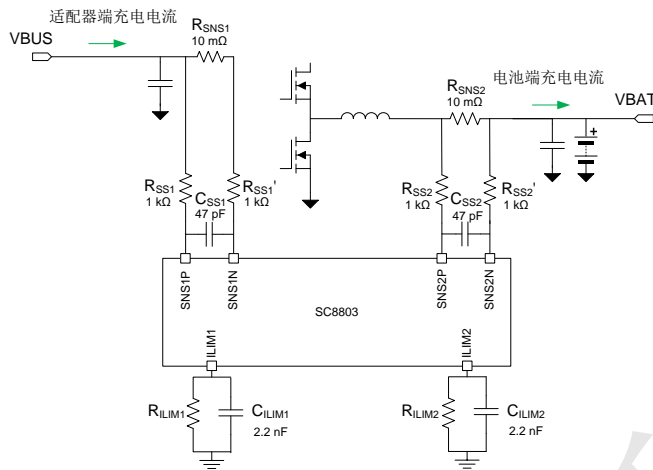 适配器端充电电流
VBUS
RSNS1
10 mΩ
RSNS2
10 mΩ
电池端充电电流
VBAT
+
RSS1
1 kΩ
CSS1
47 pF
RSS1'
1 kΩ
RSS2
1 kΩ
CSS2
47 pF
RSS2'
1 kΩ
SNS1P
SNS1N
SNS2P
SNS2N
SC8803
ILIM1
ILIM2
RILIM1
CILIM1
2.2 nF
RILIM2
CILIM2
2.2 nF